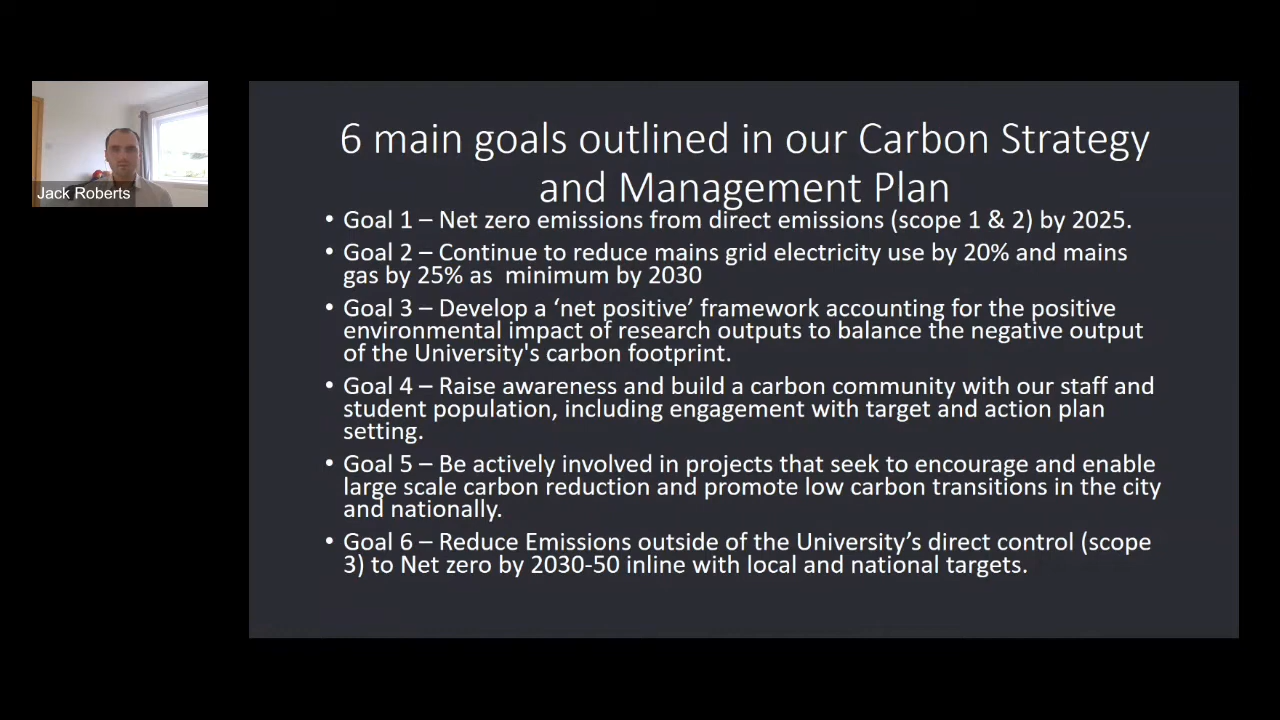 Jack Roberts
6 main goals outlined in our Carbon Strategy
and Management Plan
• Goal 1 – Net zero emissions from direct emissions (scope 1 & 2) by 2025.
• Goal 2 – Continue to reduce mains grid electricity use by 20% and mains
gas by 25% as  minimum by 2030
• Goal 3 – Develop a ‘net positive’ framework accounting for the positive
environmental impact of research outputs to balance the negative output
of the University's carbon footprint.
• Goal 4 – Raise awareness and build a carbon community with our staff and
student population, including engagement with target and action plan
setting.
• Goal 5 – Be actively involved in projects that seek to encourage and enable
large scale carbon reduction and promote low carbon transitions in the city
and nationally.
• Goal 6 – Reduce Emissions outside of the University’s direct control (scope
3) to Net zero by 2030-50 inline with local and national targets.